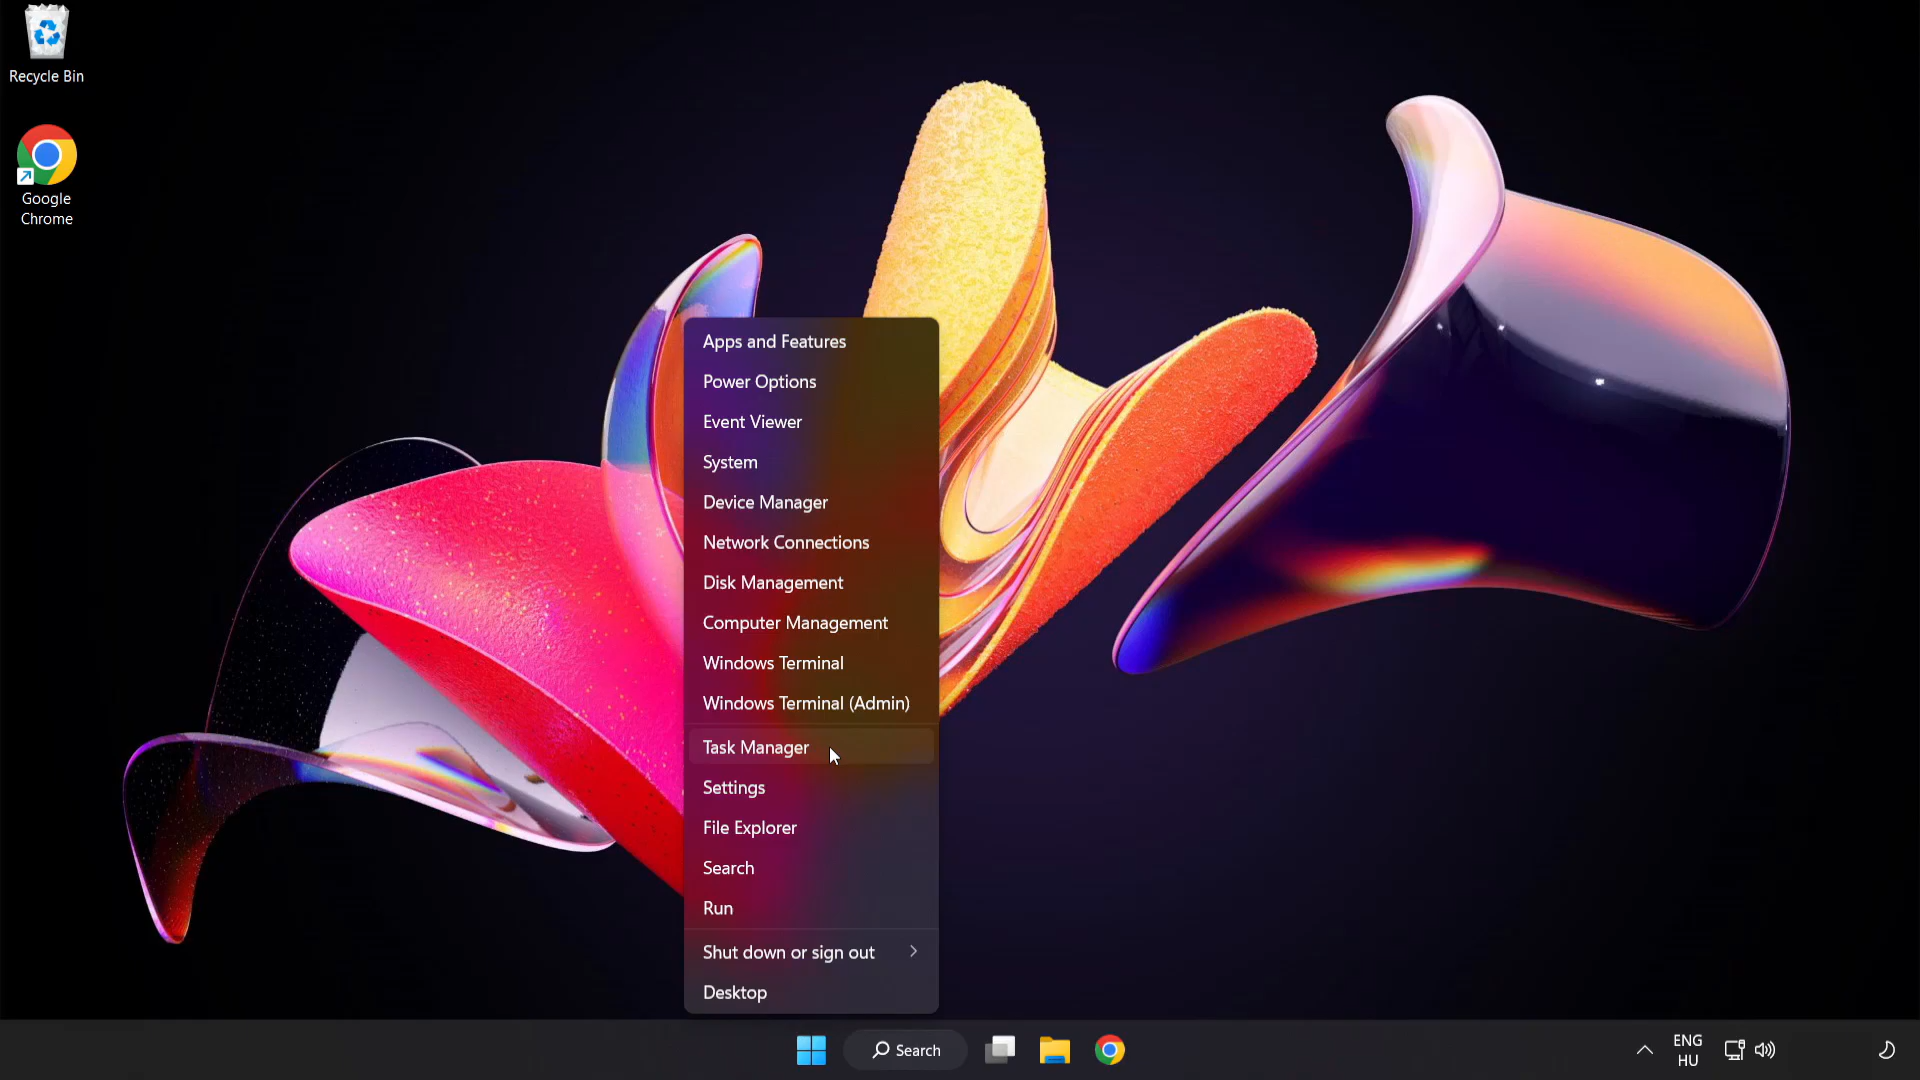 Recycle Bin
Google
Chrome
Apps and Features
Power Options
Event Viewer
System
Device Manager
Network Connections
Disk Management
Computer Management
Windows Terminal
Windows Terminal (Admin)
Task Manager
Settings
File Explorer
Search
Run
Shut down or sign out
Desktop
Search
ENG
HU